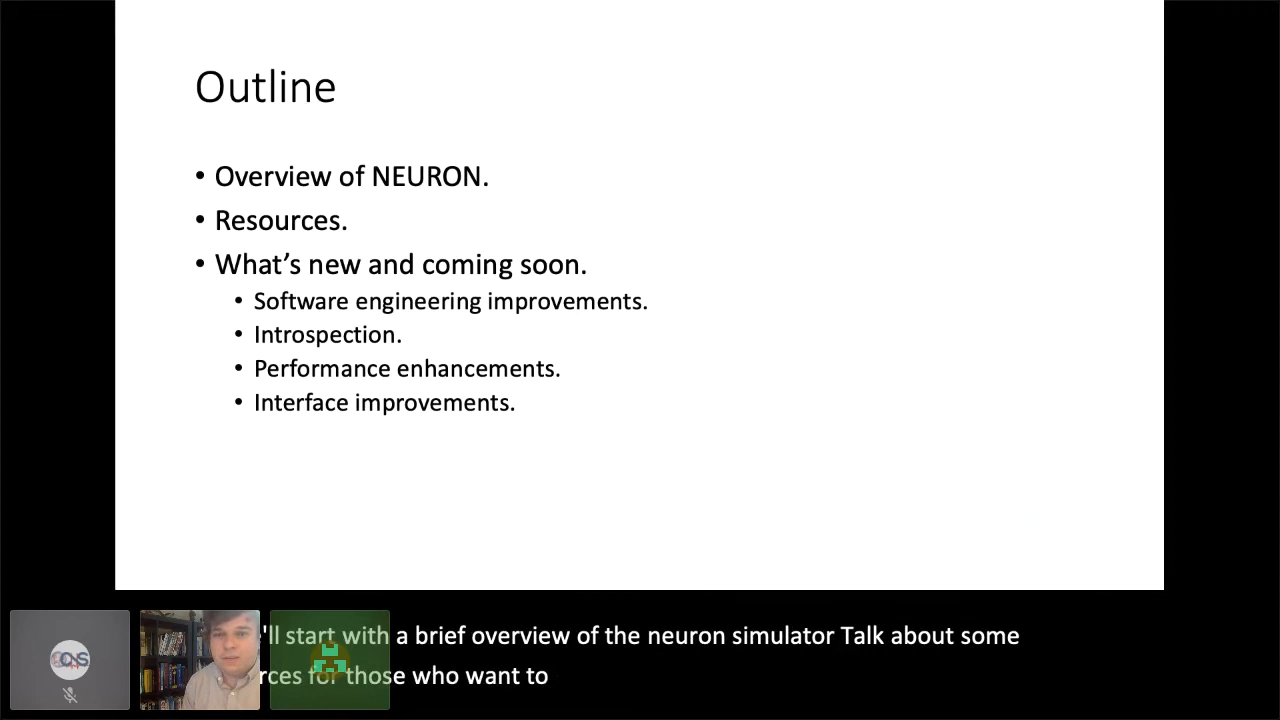 Outline
• Overview of NEURON.
• Resources.
• What's new and coming soon.
• Software engineering improvements.
• Introspection.
• Performance enhancements.
• Interface improvements.
'll start with a brief overview of the neuron simulator Talk about some
for those who want to